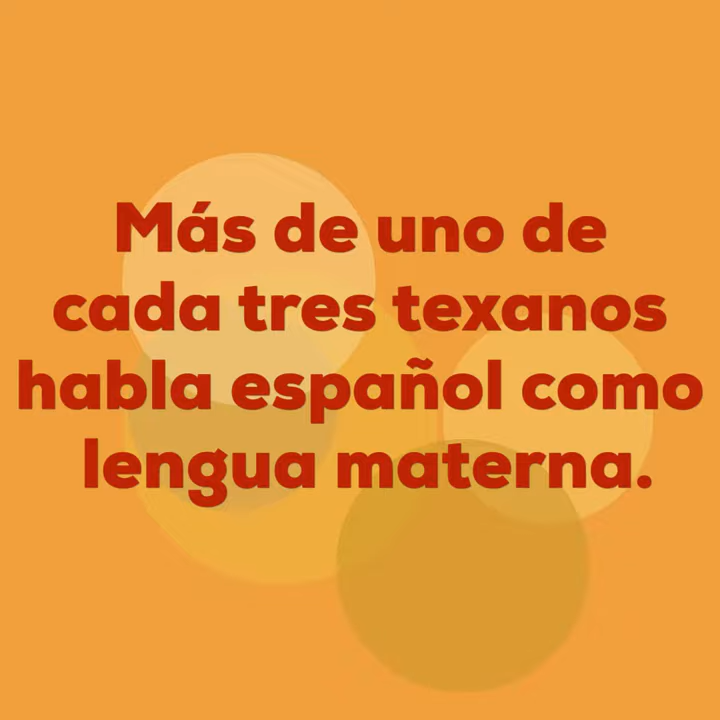 Más de uno de
cada tres texanos
habla español como
lengua materna.